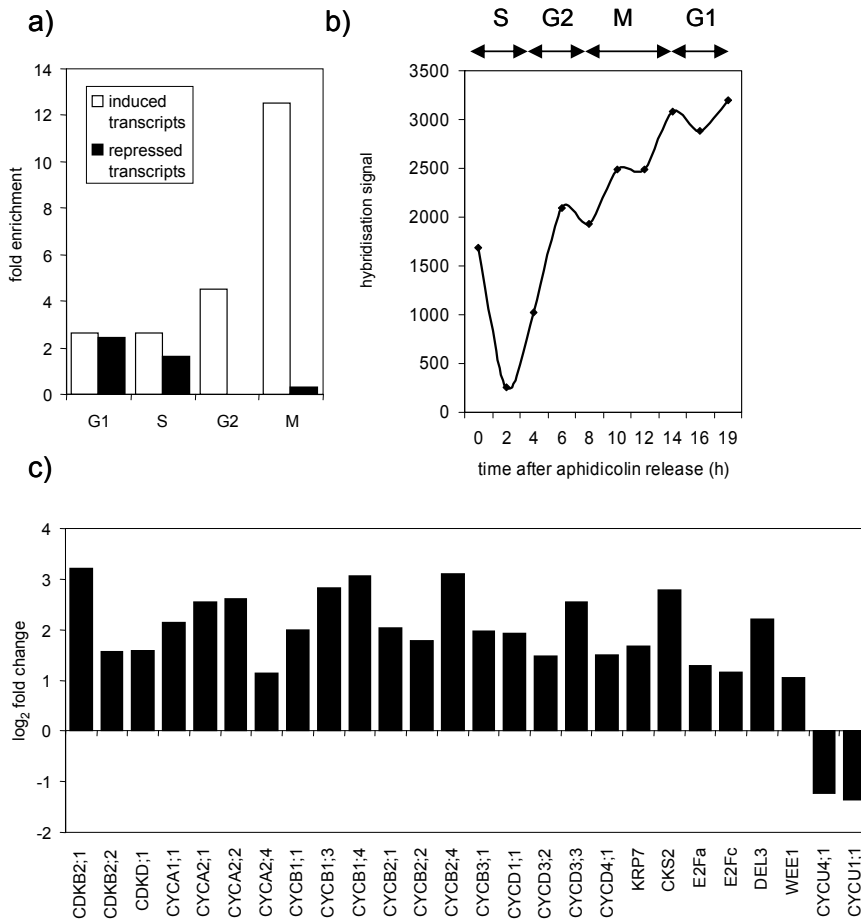 a)
14
12
10
8
6
4
2
0
fold enrichment
induced
transcripts
repressed
transcripts
G1 S G2 M
b)
S G2 M G1
3500
3000
2500
2000
1500
1000
500
0
hybridisation signal
0 2 4 6 8 10 12 14 16 19
time after aphidicolin release (h)
c)
4
3
2
1
0
-1
-2
log2 fold change
CDKB2;1
CDKB2;2
CDKD;1
CYCA1;1
CYCA2;1
CYCA2;2
CYCA2;4
CYCB1;1
CYCB1;3
CYCB1;4
CYCB2;1
CYCB2;2
CYCB2;4
CYCB3;1
CYCD1;1
CYCD3;2
CYCD3;3
CYCD4;1
KRP7
CKS2
E2Fa
E2Fc
DEL3
WEE1
CYCU4;1
CYCU1;1